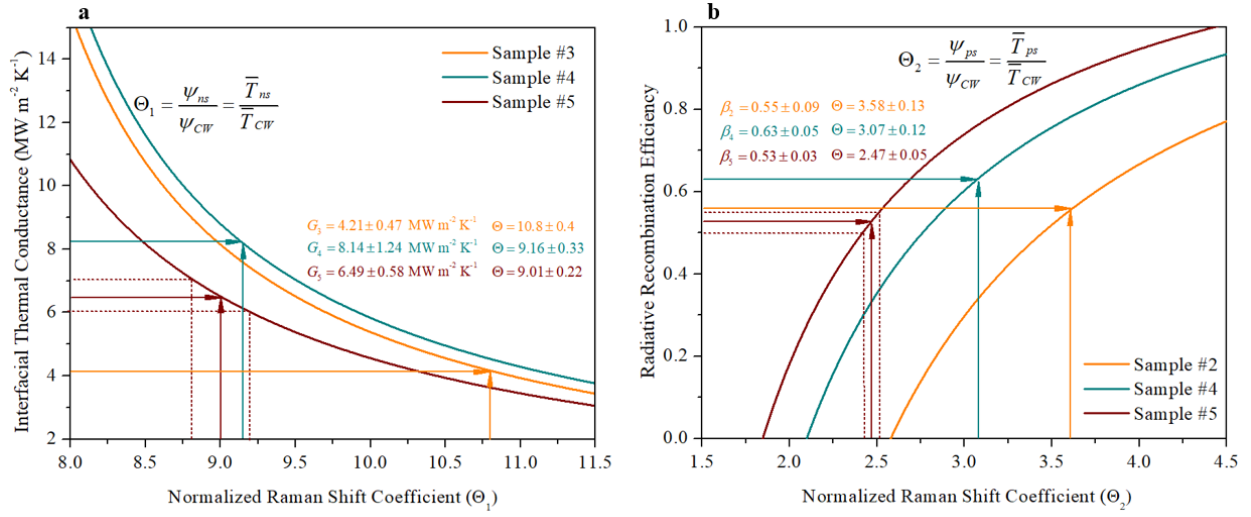 a
Interfacial Thermal Conductance (MW m⁻² K⁻¹)
14
12
10
8
6
4
2
Sample #3
Sample #4
Sample #5
Θ₁ = ψns/ψCW = T̅ns/T̅CW
G₃ = 4.21±0.47 MW m⁻² K⁻¹ Θ = 10.8±0.4
G₄ = 8.14±1.24 MW m⁻² K⁻¹ Θ = 9.16±0.33
G₅ = 6.49±0.58 MW m⁻² K⁻¹ Θ = 9.01±0.22
8.0 8.5 9.0 9.5 10.0 10.5 11.0 11.5
Normalized Raman Shift Coefficient (Θ₁)
b
Radiative Recombination Efficiency
1.0
0.8
0.6
0.4
0.2
0.0
Θ₂ = ψps/ψCW = T̅ps/T̅CW
β₂ = 0.55±0.09 Θ = 3.58±0.13
β₄ = 0.63±0.05 Θ = 3.07±0.12
β₅ = 0.53±0.03 Θ = 2.47±0.05
Sample #2
Sample #4
Sample #5
1.5 2.0 2.5 3.0 3.5 4.0 4.5
Normalized Raman Shift Coefficient (Θ₂)